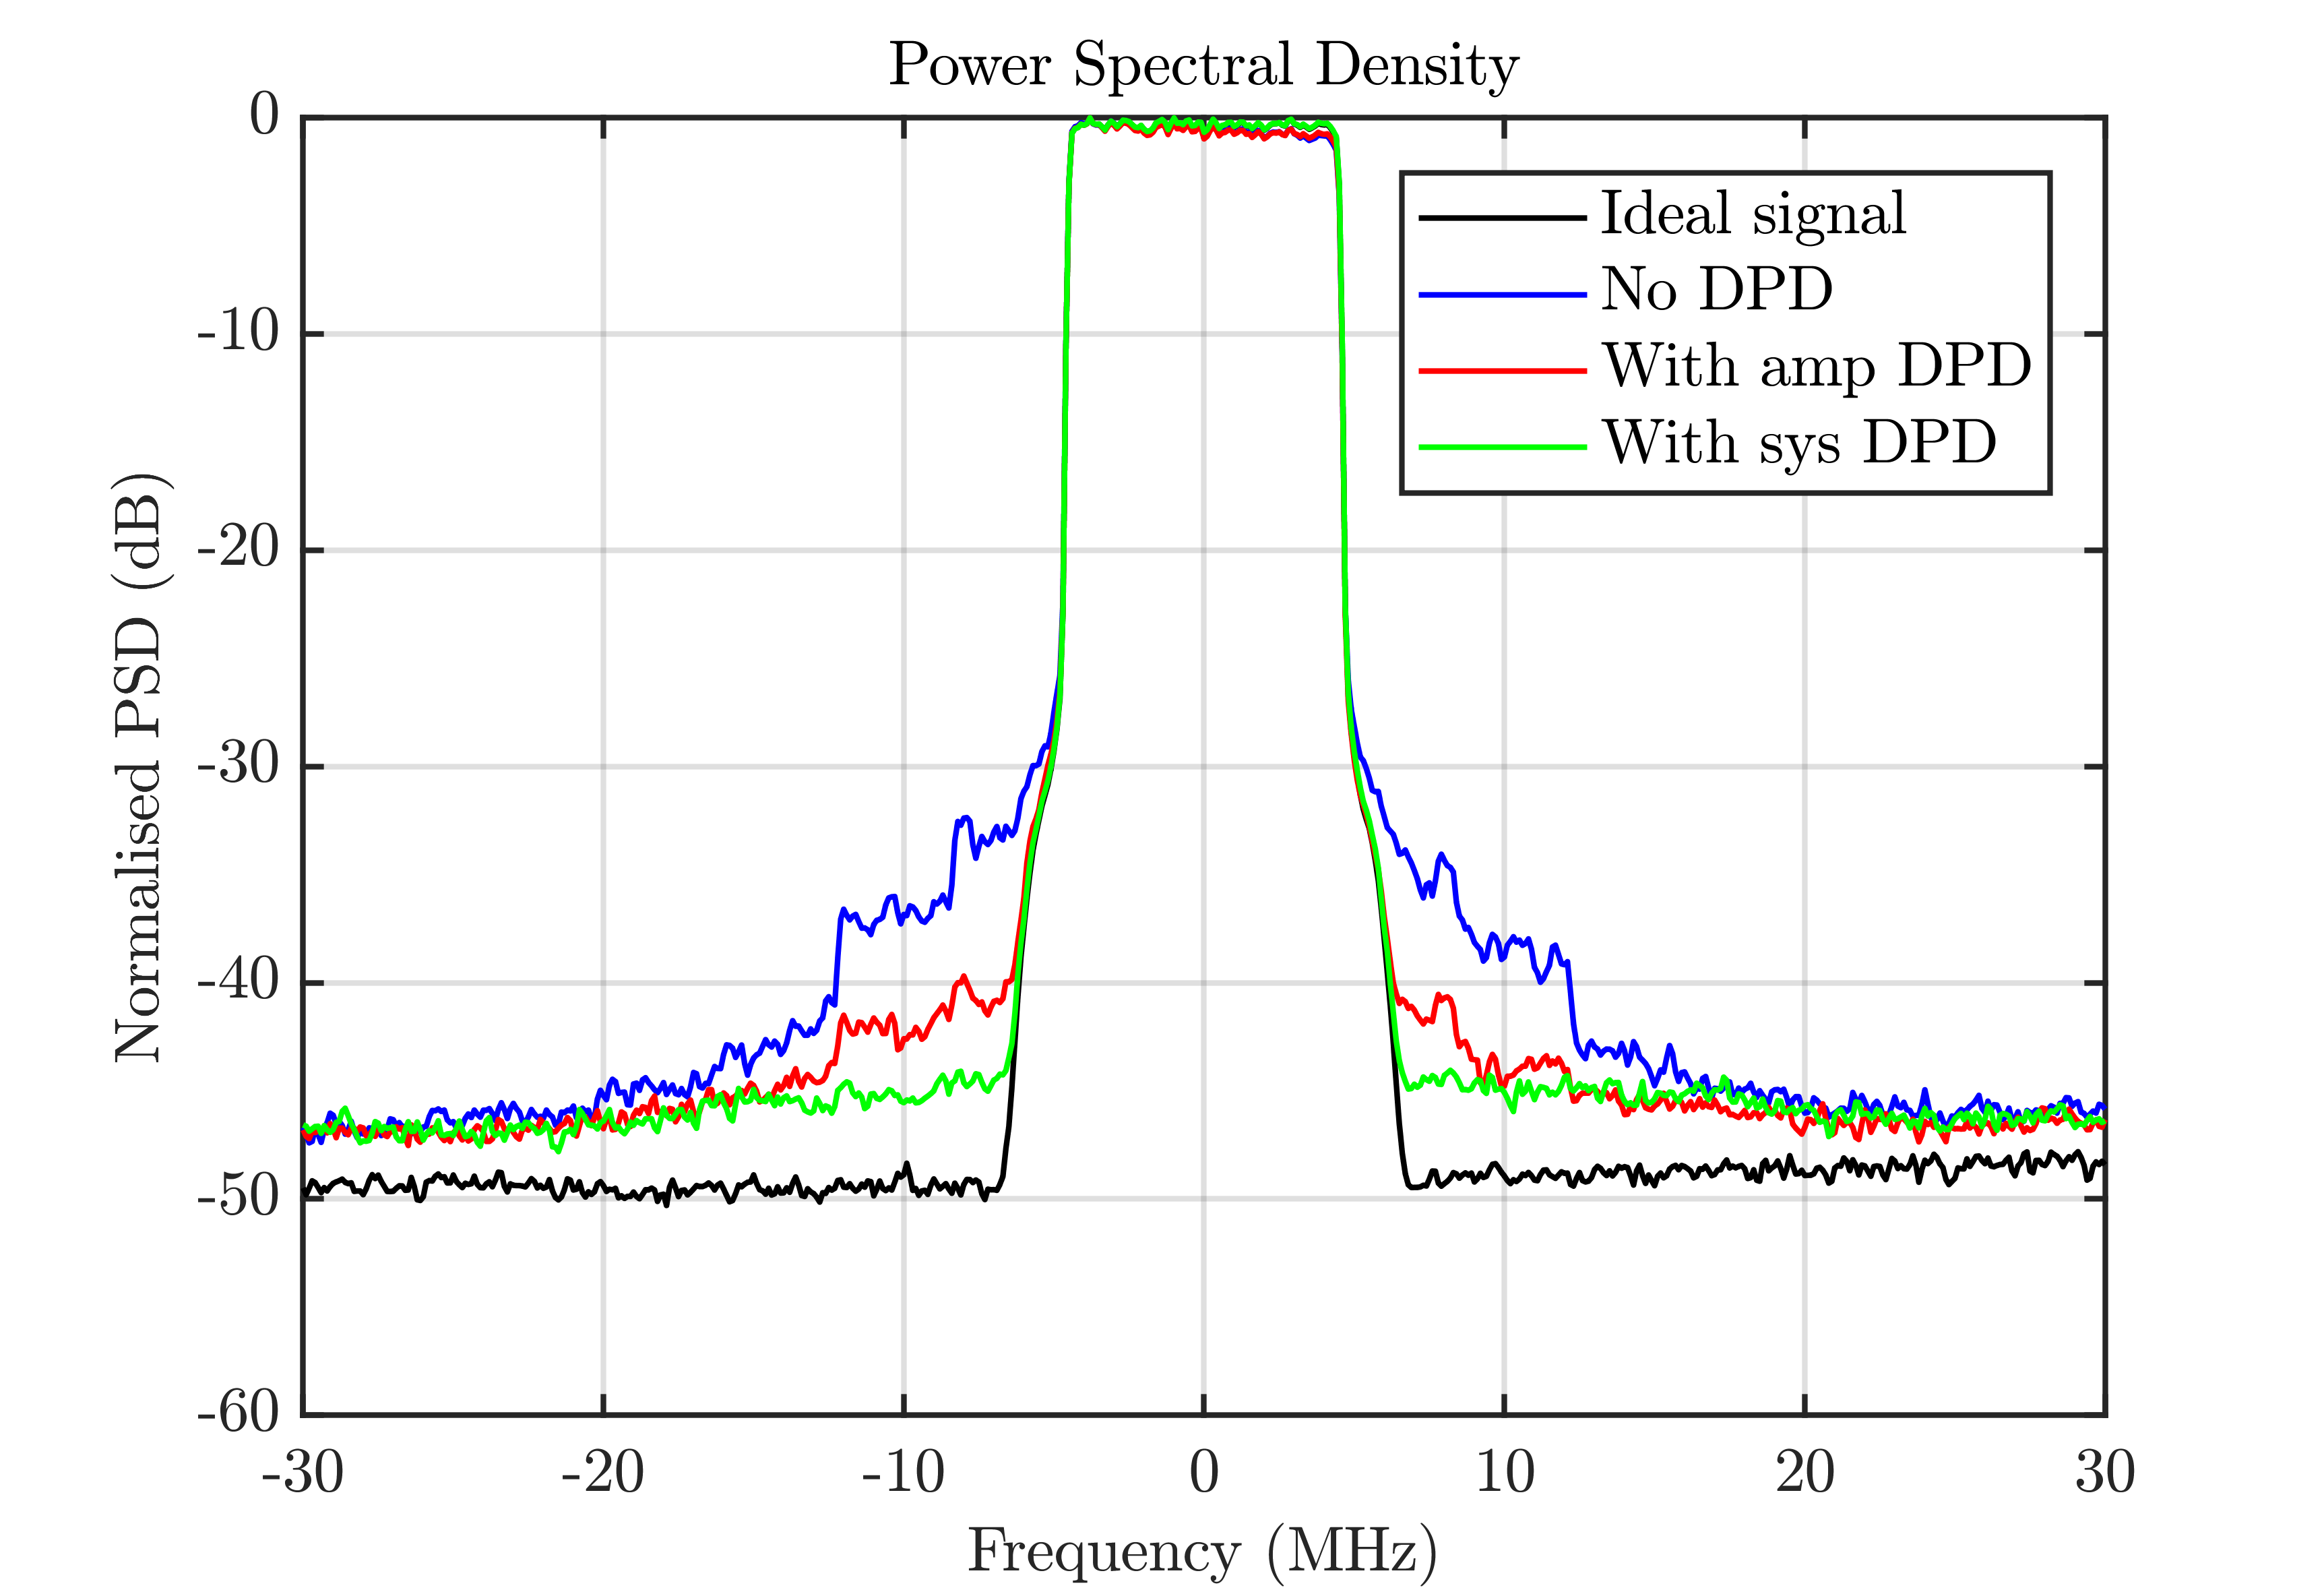 Power Spectral Density
Normalised PSD (dB)
0
-10
-20
-30
-40
-50
-60
Ideal signal
No DPD
With amp DPD
With sys DPD
-30
-20
-10
0
10
20
30
Frequency (MHz)